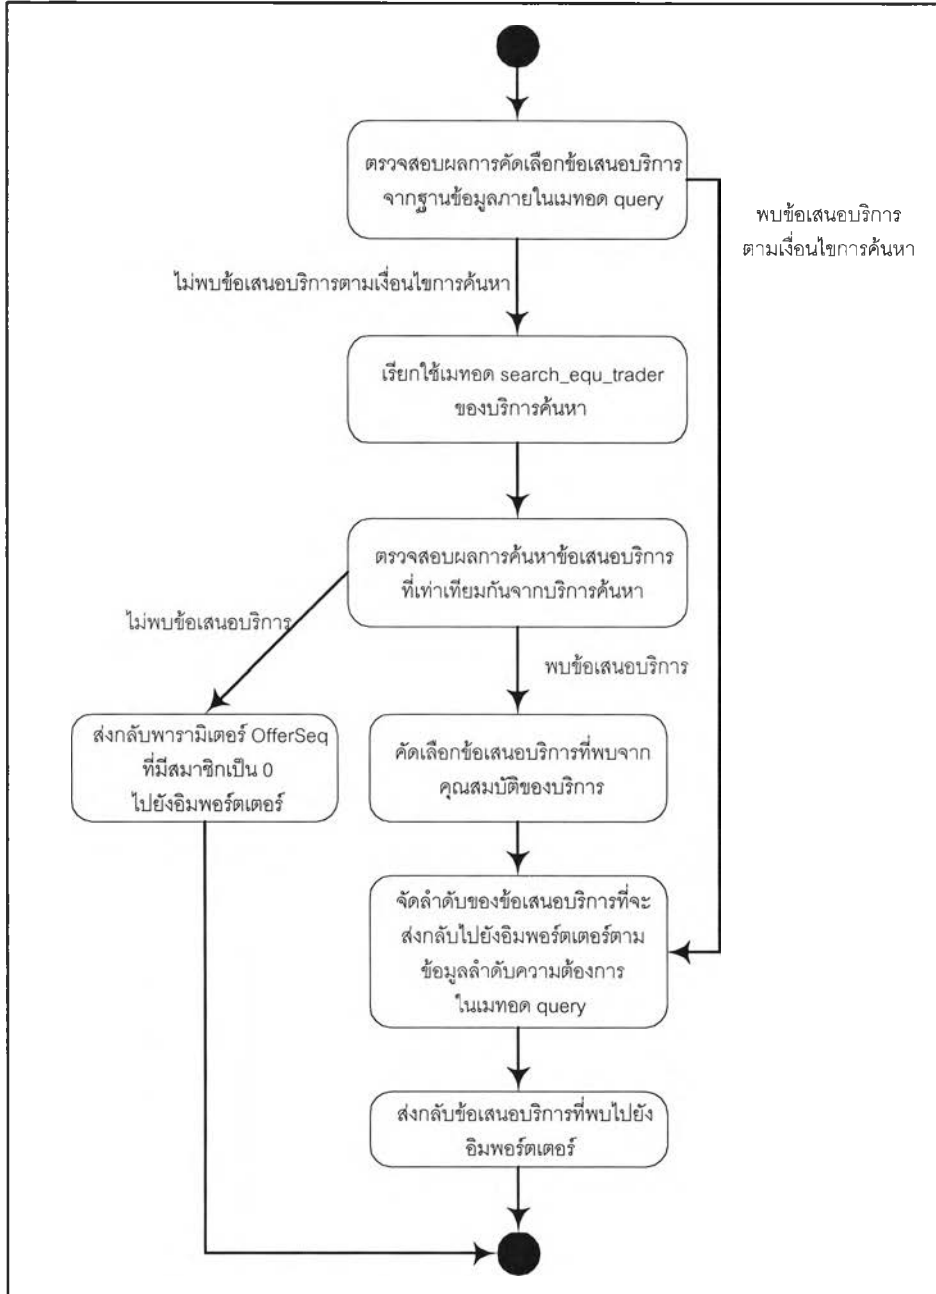 ตรวจสอบผลการคัดเลือกข้อเสนอบริการ
จากฐานข้อมูลภายในเมทอด query
พบข้อเสนอบริการ
ตามเงื่อนไขการค้นหา
ไม่พบข้อเสนอบริการตามเงื่อนไขการค้นหา
เรียกใช้เมทอด search_equ_trader
ของบริการค้นหา
ตรวจสอบผลการค้นหาข้อเสนอบริการ
ที่เท่าเทียมกันจากบริการค้นหา
ไม่พบข้อเสนอบริการ
พบข้อเสนอบริการ
ส่งกลับพารามิเตอร์ OfferSeq
ที่มีสมาชิกเป็น 0
ไปยังอิมพอร์ตเตอร์
คัดเลือกข้อเสนอบริการที่พบจาก
คุณสมบัติของบริการ
จัดลำดับของข้อเสนอบริการที่จะ
ส่งกลับไปยังอิมพอร์ตเตอร์ตาม
ข้อมูลลำดับความต้องการ
ในเมทอด query
ส่งกลับข้อเสนอบริการที่พบไปยัง
อิมพอร์ตเตอร์